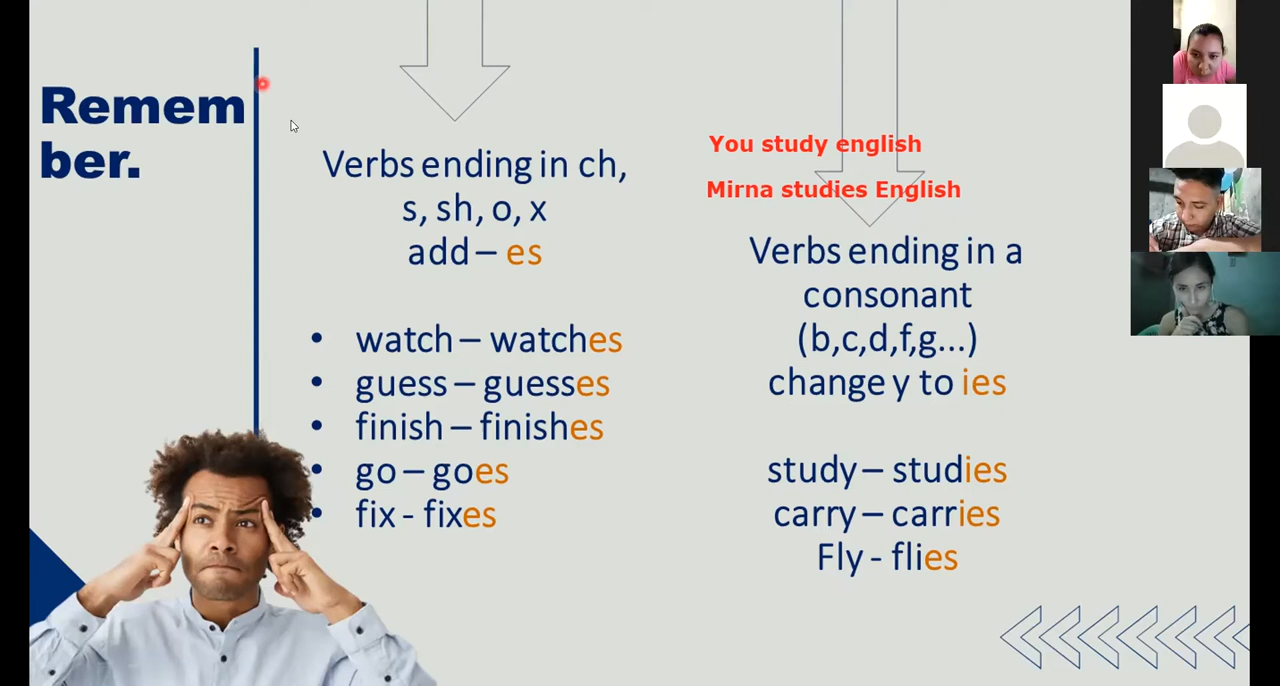 Remem
ber.
Verbs ending in ch,
s, sh, o, x
add – es
• watch – watches
• guess – guesses
• finish – finishes
• go – goes
• fix - fixes
You study english
Mirna studies English
Verbs ending in a
consonant
(b,c,d,f,g...)
change y to ies
study – studies
carry – carries
Fly - flies